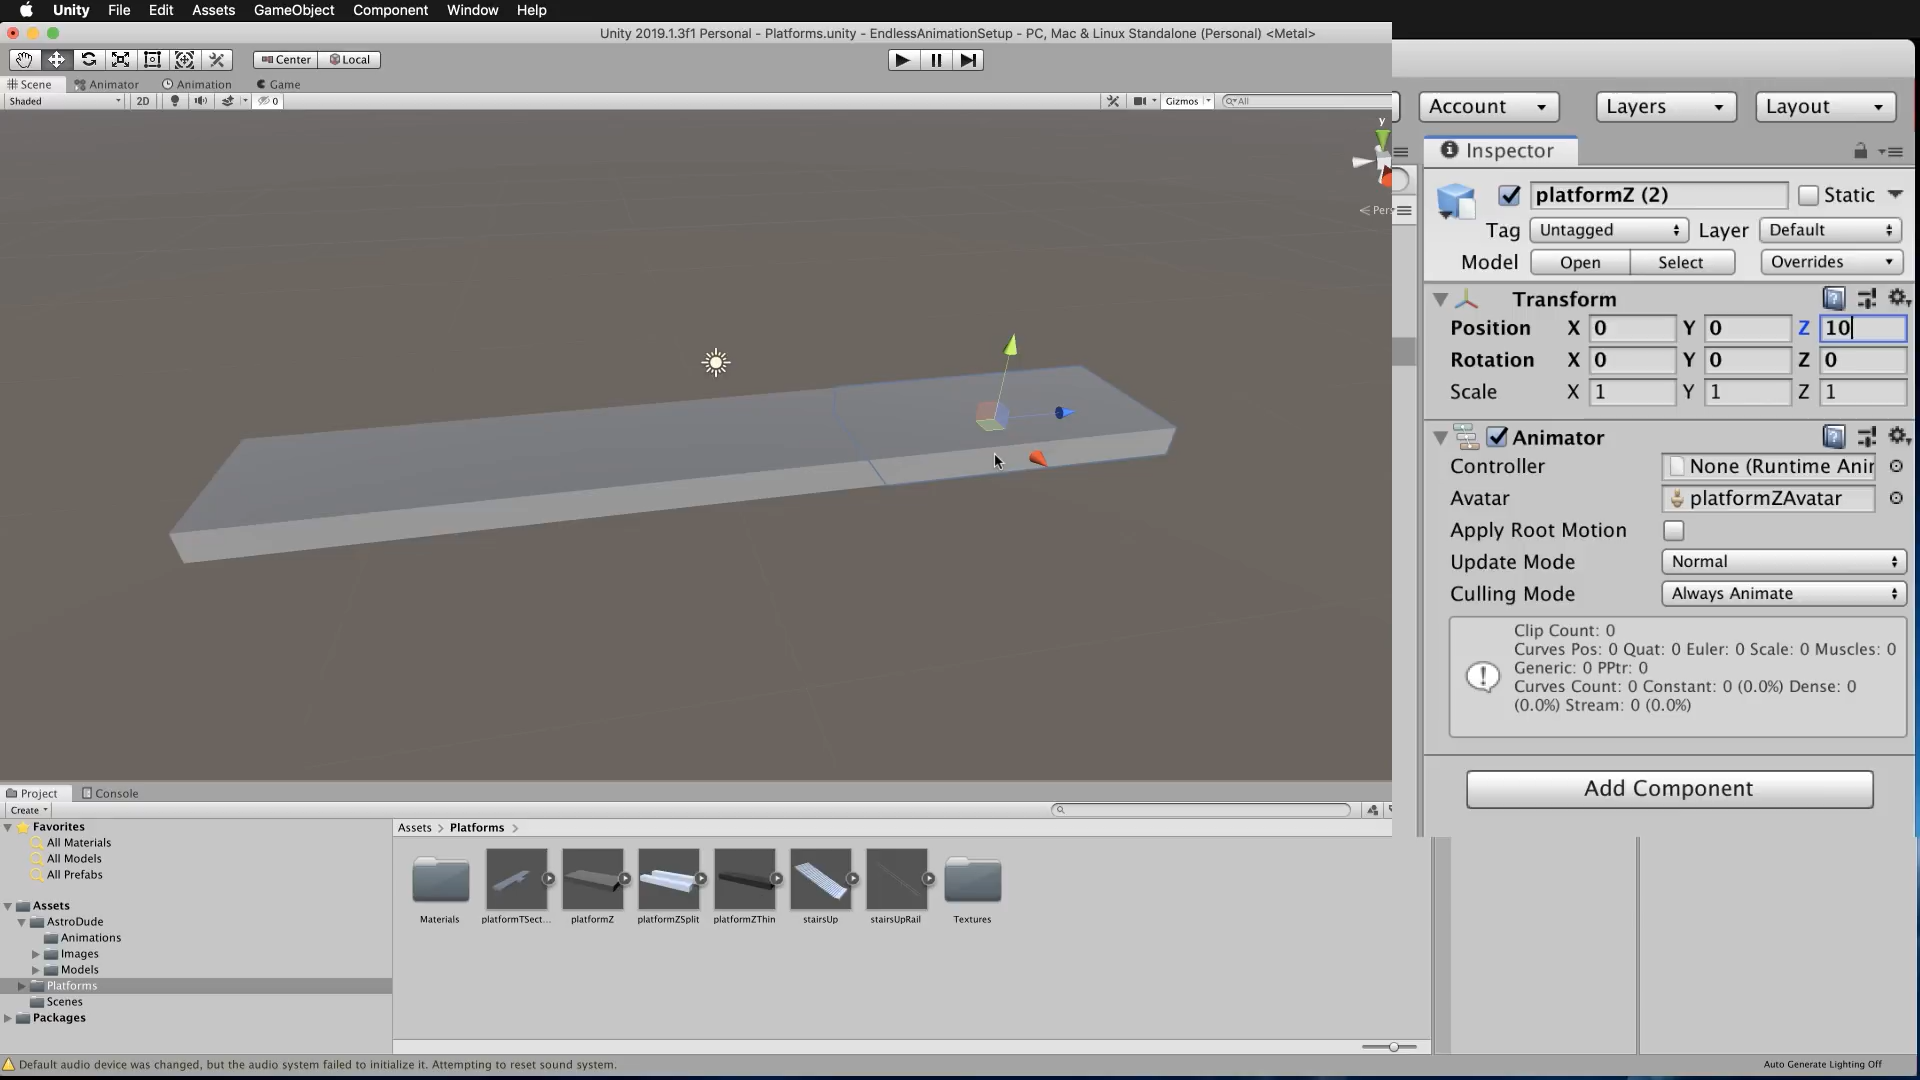 Unity File Edit Assets GameObject Component Window Help
Unity 2019.1.3f1 Personal - Platforms.unity - EndlessAnimationSetup - PC, Mac & Linux Standalone (Personal) <Metal>
Center Local
Scene Animator Animation Game
Shaded 2D 0 Gizmos All
y
< Pers
Account Layers Layout
Inspector
platformZ (2) Static
Tag Untagged Layer Default
Model Open Select Overrides
Transform
Position X 0 Y 0 Z 10
Rotation X 0 Y 0 Z 0
Scale X 1 Y 1 Z 1
Animator
Controller None (Runtime Anir
Avatar platformZAvatar
Apply Root Motion
Update Mode Normal
Culling Mode Always Animate
Clip Count: 0
Curves Pos: 0 Quat: 0 Euler: 0 Scale: 0 Muscles: 0
Generic: 0 PPtr: 0
Curves Count: 0 Constant: 0 (0.0%) Dense: 0
(0.0%) Stream: 0 (0.0%)
Add Component
Project Console
Create
Favorites
All Materials
All Models
All Prefabs
Assets
AstroDude
Animations
Images
Models
Platforms
Scenes
Packages
Assets > Platforms >
Materials platformTSect... platformZ platformZSplit platformZThin stairsUp stairsUpRail Textures
Default audio device was changed, but the audio system failed to initialize it. Attempting to reset sound system.
Auto Generate Lighting Off